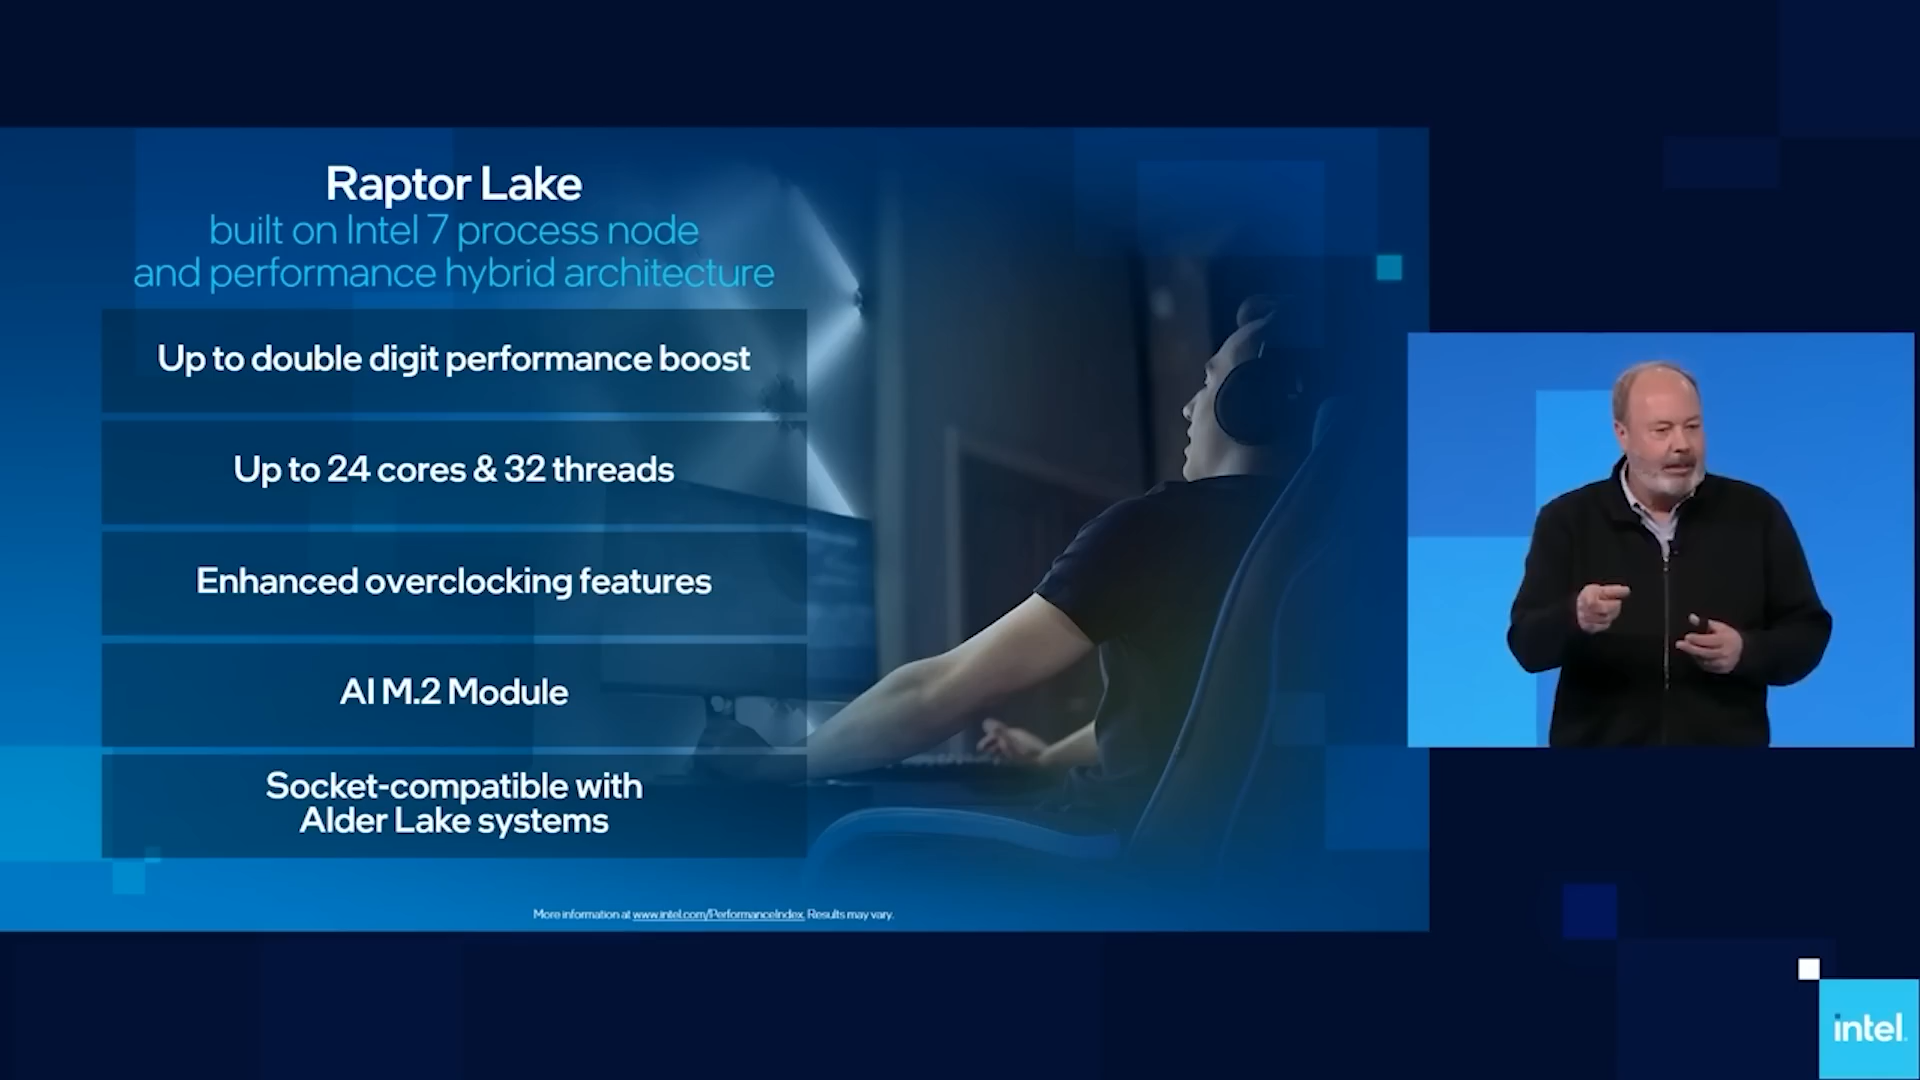 Raptor Lake
built on Intel 7 process node
and performance hybrid architecture
Up to double digit performance boost
Up to 24 cores & 32 threads
Enhanced overclocking features
AI M.2 Module
Socket-compatible with
Alder Lake systems
More information at www.intel.com/PerformanceIndex. Results may vary.
intel.